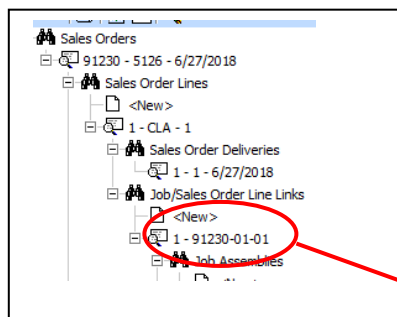 Sales Orders
91230 - 5126 - 6/27/2018
Sales Order Lines
<New>
1 - CLA - 1
Sales Order Deliveries
1 - 1 - 6/27/2018
Job/Sales Order Line Links
<New>
1 - 91230-01-01
Job Assemblies